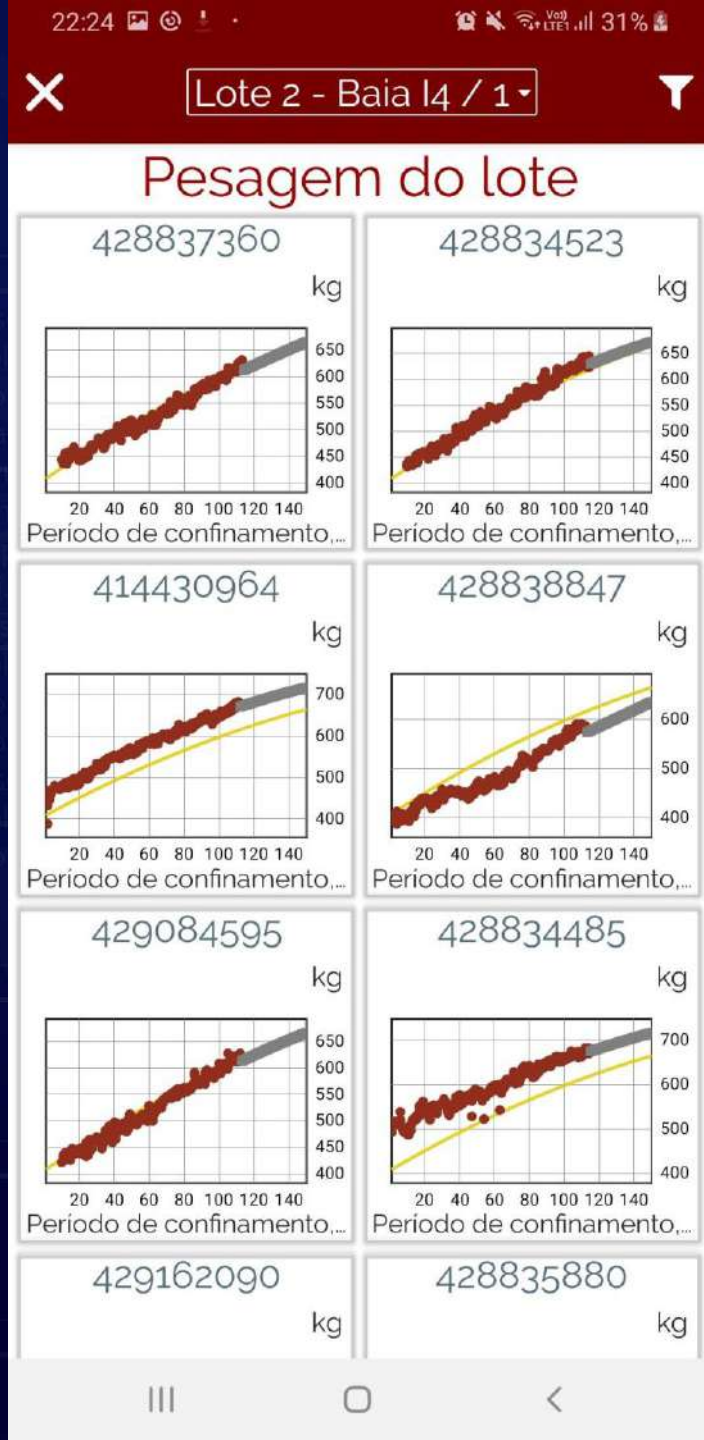 22:24
Vo)) LTE1 31%
Lote 2 - Baia I4 / 1
Pesagem do lote
428837360
kg
650
600
550
500
450
400
20 40 60 80 100 120 140
Período de confinamento,...
428834523
kg
650
600
550
500
450
400
20 40 60 80 100 120 140
Período de confinamento,...
414430964
kg
700
600
500
400
20 40 60 80 100 120 140
Período de confinamento,...
428838847
kg
600
500
400
20 40 60 80 100 120 140
Período de confinamento,...
429084595
kg
650
600
550
500
450
400
20 40 60 80 100 120 140
Período de confinamento,...
428834485
kg
700
600
500
400
20 40 60 80 100 120 140
Período de confinamento,...
429162090
kg
428835880
kg